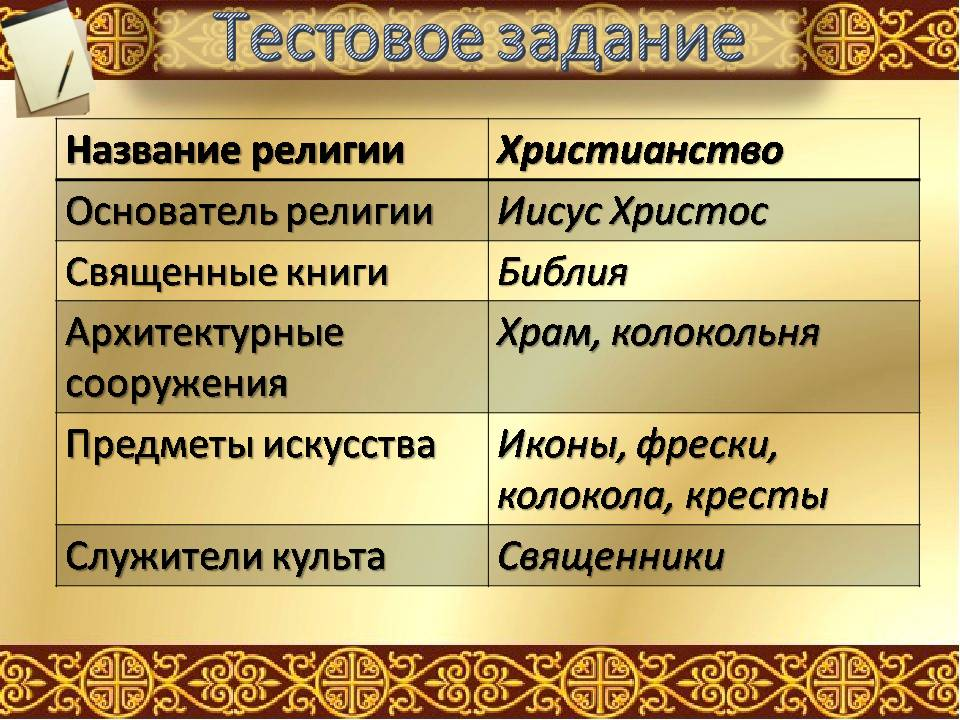 Тестовое задание
Название религии
Христианство
Основатель религии
Иисус Христос
Священные книги
Библия
Архитектурные
сооружения
Храм, колокольня
Предметы искусства
Иконы, фрески,
колокола, кресты
Служители культа
Священники